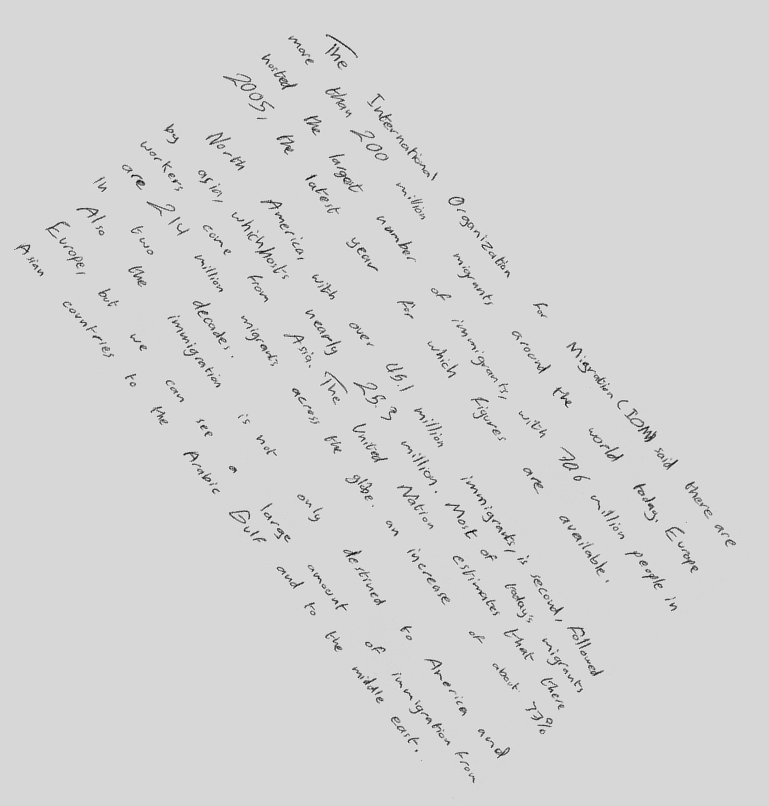 The International Organization for Migration (IOM) said there are
more than 200 million migrants around the world today. Europe
hosted the largest number of immigrants, with 706 million people in
2005, the latest year for which figures are available.
North America, with over 45.1 million immigrants, is second, followed
by asin, which hosts nearly 25.3 million. Most of today's migrants
workers come from Asia. The United Nation estimates that there
are 214 million migrants across the globe. an increase of about 37%
in two decades.
Also the immigration is not only destined to America and
Europe, but we can see a large amount of immigration from
Asian countries to the Arabic Gulf and to the middle east.